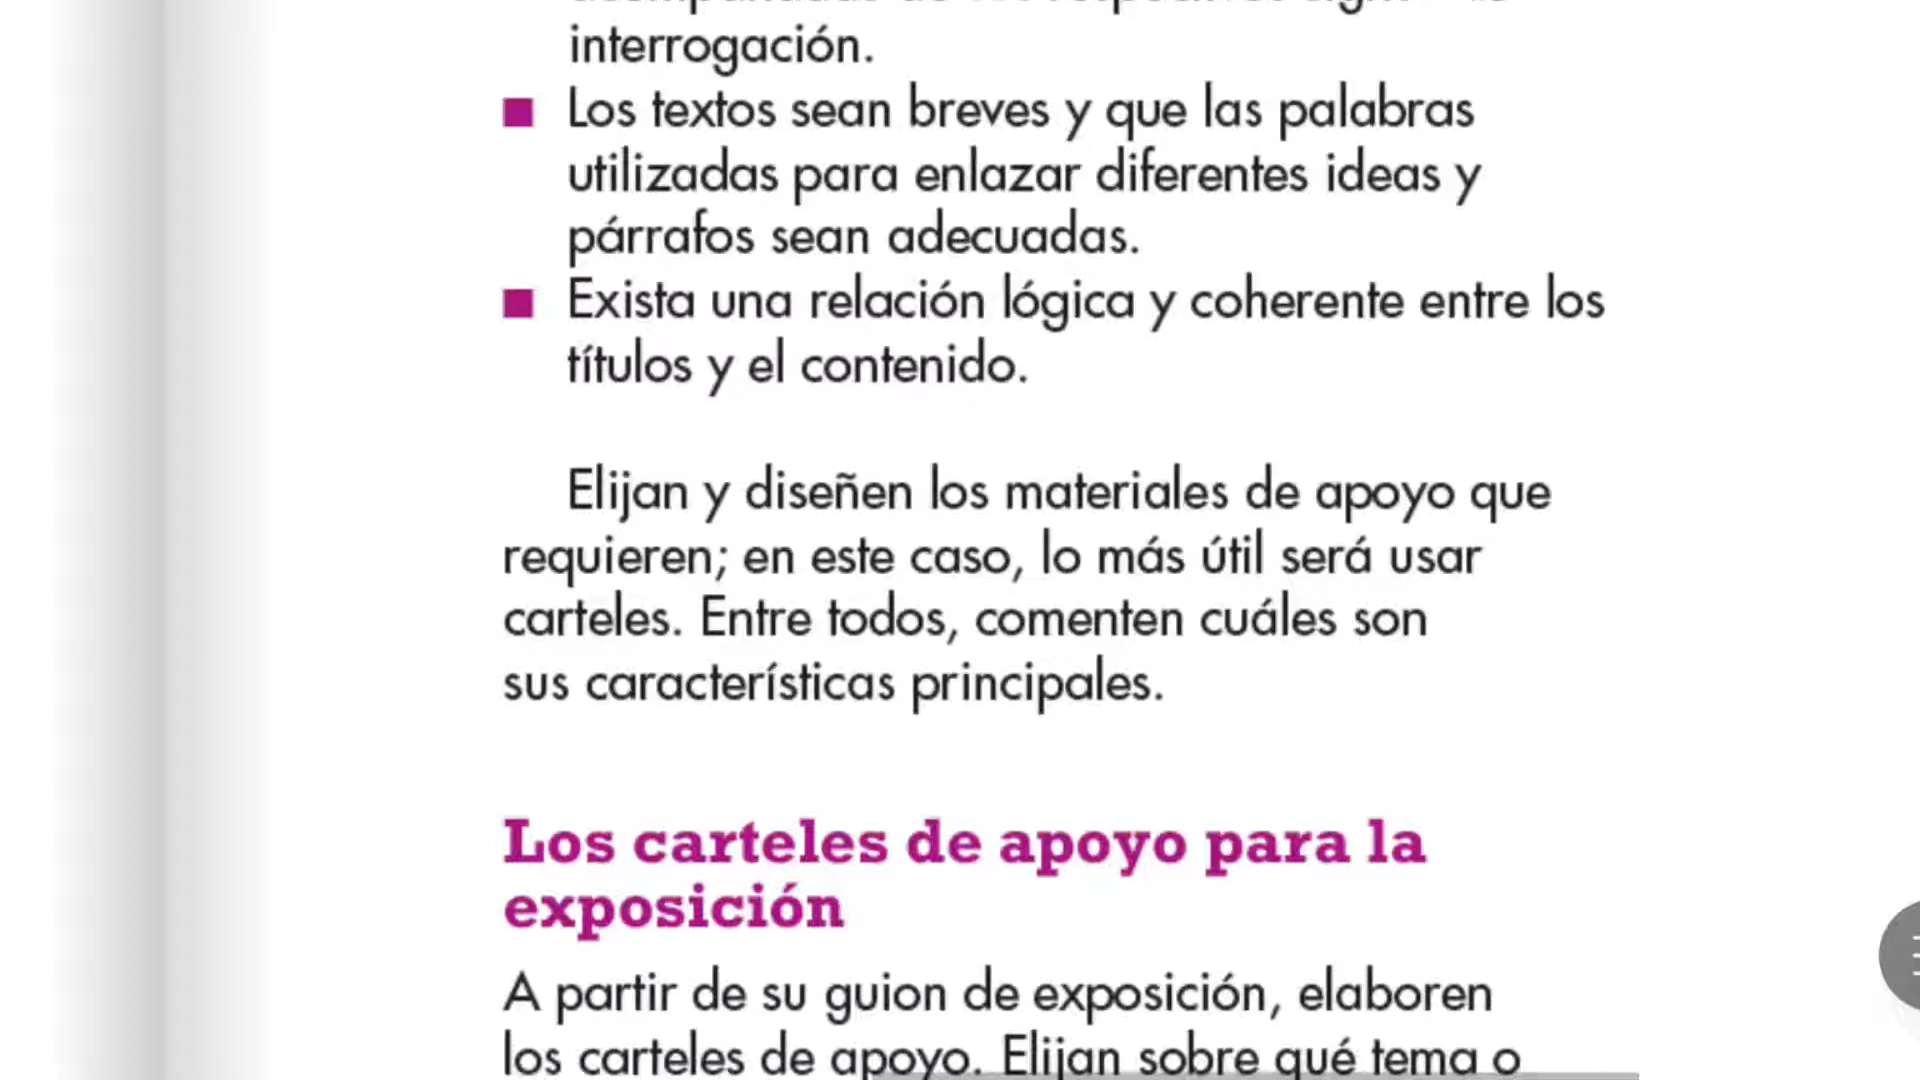 interrogación.
■ Los textos sean breves y que las palabras
utilizadas para enlazar diferentes ideas y
párrafos sean adecuadas.
■ Exista una relación lógica y coherente entre los
títulos y el contenido.
Elijan y diseñen los materiales de apoyo que
requieren; en este caso, lo más útil será usar
carteles. Entre todos, comenten cuáles son
sus características principales.
Los carteles de apoyo para la
exposición
A partir de su guion de exposición, elaboren
los carteles de apoyo. Elijan sobre qué tema o